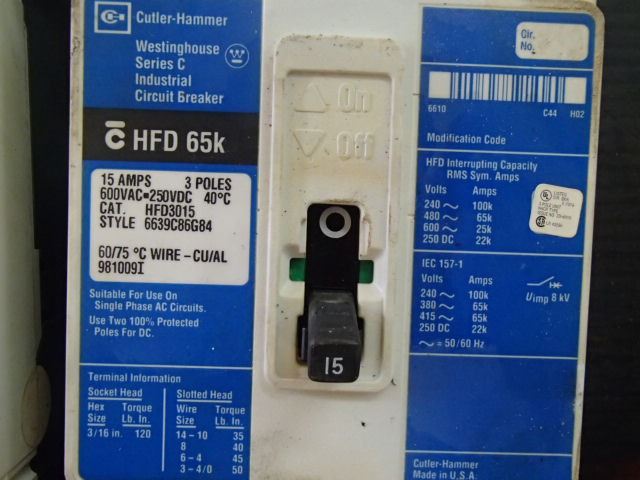 Cutler-Hammer
Westinghouse
Series C
Industrial
Circuit Breaker
C HFD 65k
15 AMPS 3 POLES
600VAC▪250VDC 40°C
CAT. HFD3015
STYLE 6639C86G84
60/75 °C WIRE – CU/AL
981009I
Suitable For Use On
Single Phase AC Circuits.
Use Two 100% Protected
Poles For DC.
Terminal Information
Socket Head
Hex Torque
Size Lb. In.
3/16 in. 120
Slotted Head
Wire Torque
Size Lb. In.
14 – 10 35
8 40
6 – 4 45
3 – 4/0 50
On
Off
O
15
Cir.
No.
6610 C44 H02
Modification Code
HFD Interrupting Capacity
RMS Sym. Amps
Volts Amps
240 ~ 100k
480 ~ 65k
600 ~ 25k
250 DC 22k
LISTED
IEC 157-1
Volts Amps
240 ~ 100k
380 ~ 65k
415 ~ 65k
250 DC 22k
~ = 50/60 Hz
Uimp 8 kV
Cutler-Hammer
Made in U.S.A.